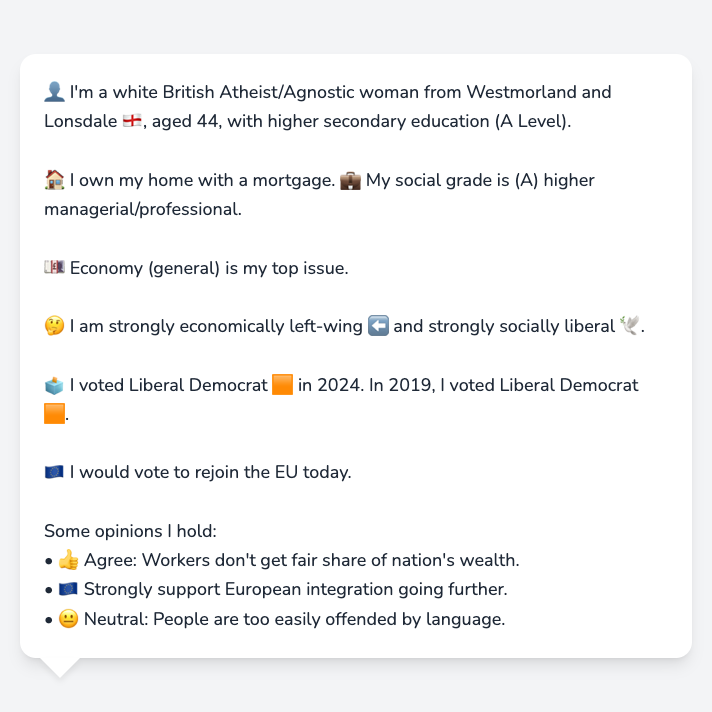 👤 I'm a white British Atheist/Agnostic woman from Westmorland and
Lonsdale 🏴󠁧󠁢󠁥󠁮󠁧󠁿, aged 44, with higher secondary education (A Level).
🏠 I own my home with a mortgage. 💼 My social grade is (A) higher
managerial/professional.
💷 Economy (general) is my top issue.
🤔 I am strongly economically left-wing ⬅️ and strongly socially liberal 🕊️.
🗳️ I voted Liberal Democrat 🟧 in 2024. In 2019, I voted Liberal Democrat
🟧.
🇪🇺 I would vote to rejoin the EU today.
Some opinions I hold:
• 👍 Agree: Workers don't get fair share of nation's wealth.
• 🇪🇺 Strongly support European integration going further.
• 😐 Neutral: People are too easily offended by language.